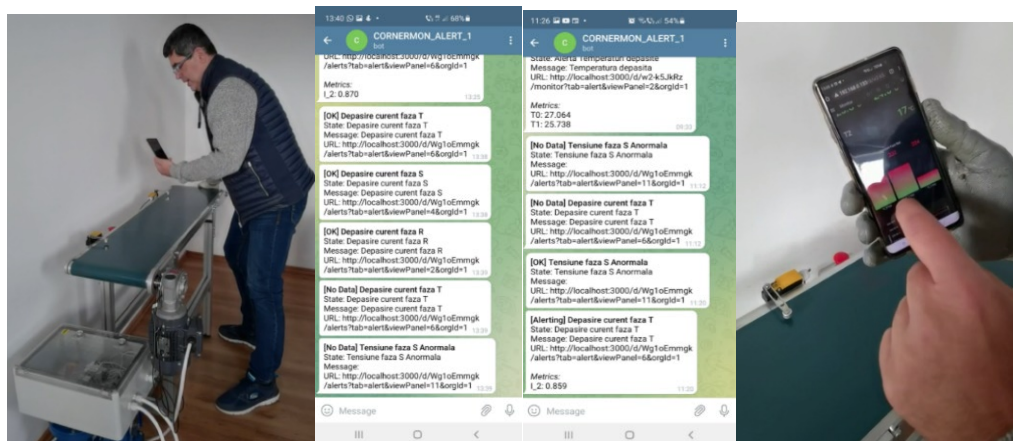 13:40
68%
CORNERMON_ALERT_1
bot
URL: http://localhost:3000/d/Wg1oEmmgk
/alerts?tab=alert&viewPanel=6&orgId=1
Metrics:
I_2: 0.870
[OK] Depasire curent faza T
State: Depasire curent faza T
Message: Depasire curent faza T
URL: http://localhost:3000/d/Wg1oEmmgk
/alerts?tab=alert&viewPanel=6&orgId=1
[OK] Depasire curent faza S
State: Depasire curent faza S
Message: Depasire curent faza S
URL: http://localhost:3000/d/Wg1oEmmgk
/alerts?tab=alert&viewPanel=4&orgId=1
[OK] Depasire curent faza R
State: Depasire curent faza R
Message: Depasire curent faza R
URL: http://localhost:3000/d/Wg1oEmmgk
/alerts?tab=alert&viewPanel=2&orgId=1
[No Data] Depasire curent faza T
State: Depasire curent faza T
Message: Depasire curent faza T
URL: http://localhost:3000/d/Wg1oEmmgk
/alerts?tab=alert&viewPanel=6&orgId=1
[No Data] Tensiune faza S Anormala
State: Tensiune faza S Anormala
Message:
URL: http://localhost:3000/d/Wg1oEmmgk
/alerts?tab=alert&viewPanel=11&orgId=1
Message
11:26
54%
CORNERMON_ALERT_1
bot
State: Alerta Temperaturi depasite
Message: Temperatura depasita
URL: http://localhost:3000/d/w2-k5JkRz
/monitor?tab=alert&viewPanel=2&orgId=1
Metrics:
T0: 27.064
T1: 25.738
[No Data] Tensiune faza S Anormala
State: Tensiune faza S Anormala
Message:
URL: http://localhost:3000/d/Wg1oEmmgk
/alerts?tab=alert&viewPanel=11&orgId=1 11:12
[No Data] Depasire curent faza T
State: Depasire curent faza T
Message: Depasire curent faza T
URL: http://localhost:3000/d/Wg1oEmmgk
/alerts?tab=alert&viewPanel=6&orgId=1 11:12
[OK] Tensiune faza S Anormala
State: Tensiune faza S Anormala
Message:
URL: http://localhost:3000/d/Wg1oEmmgk
/alerts?tab=alert&viewPanel=11&orgId=1
[Alerting] Depasire curent faza T
State: Depasire curent faza T
Message: Depasire curent faza T
URL: http://localhost:3000/d/Wg1oEmmgk
/alerts?tab=alert&viewPanel=6&orgId=1
Metrics:
I_2: 0.859
Message